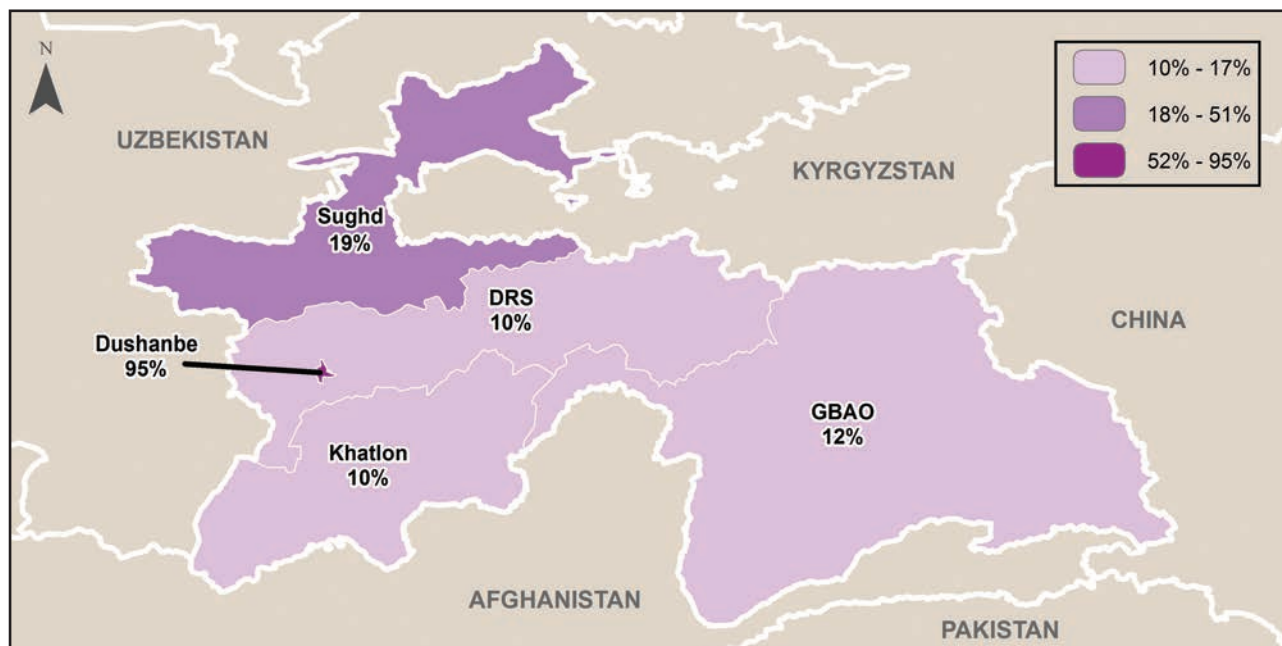 N
10% - 17%
18% - 51%
52% - 95%
UZBEKISTAN
KYRGYZSTAN
Sughd
19%
DRS
10%
CHINA
Dushanbe
95%
GBAO
12%
Khatlon
10%
AFGHANISTAN
PAKISTAN